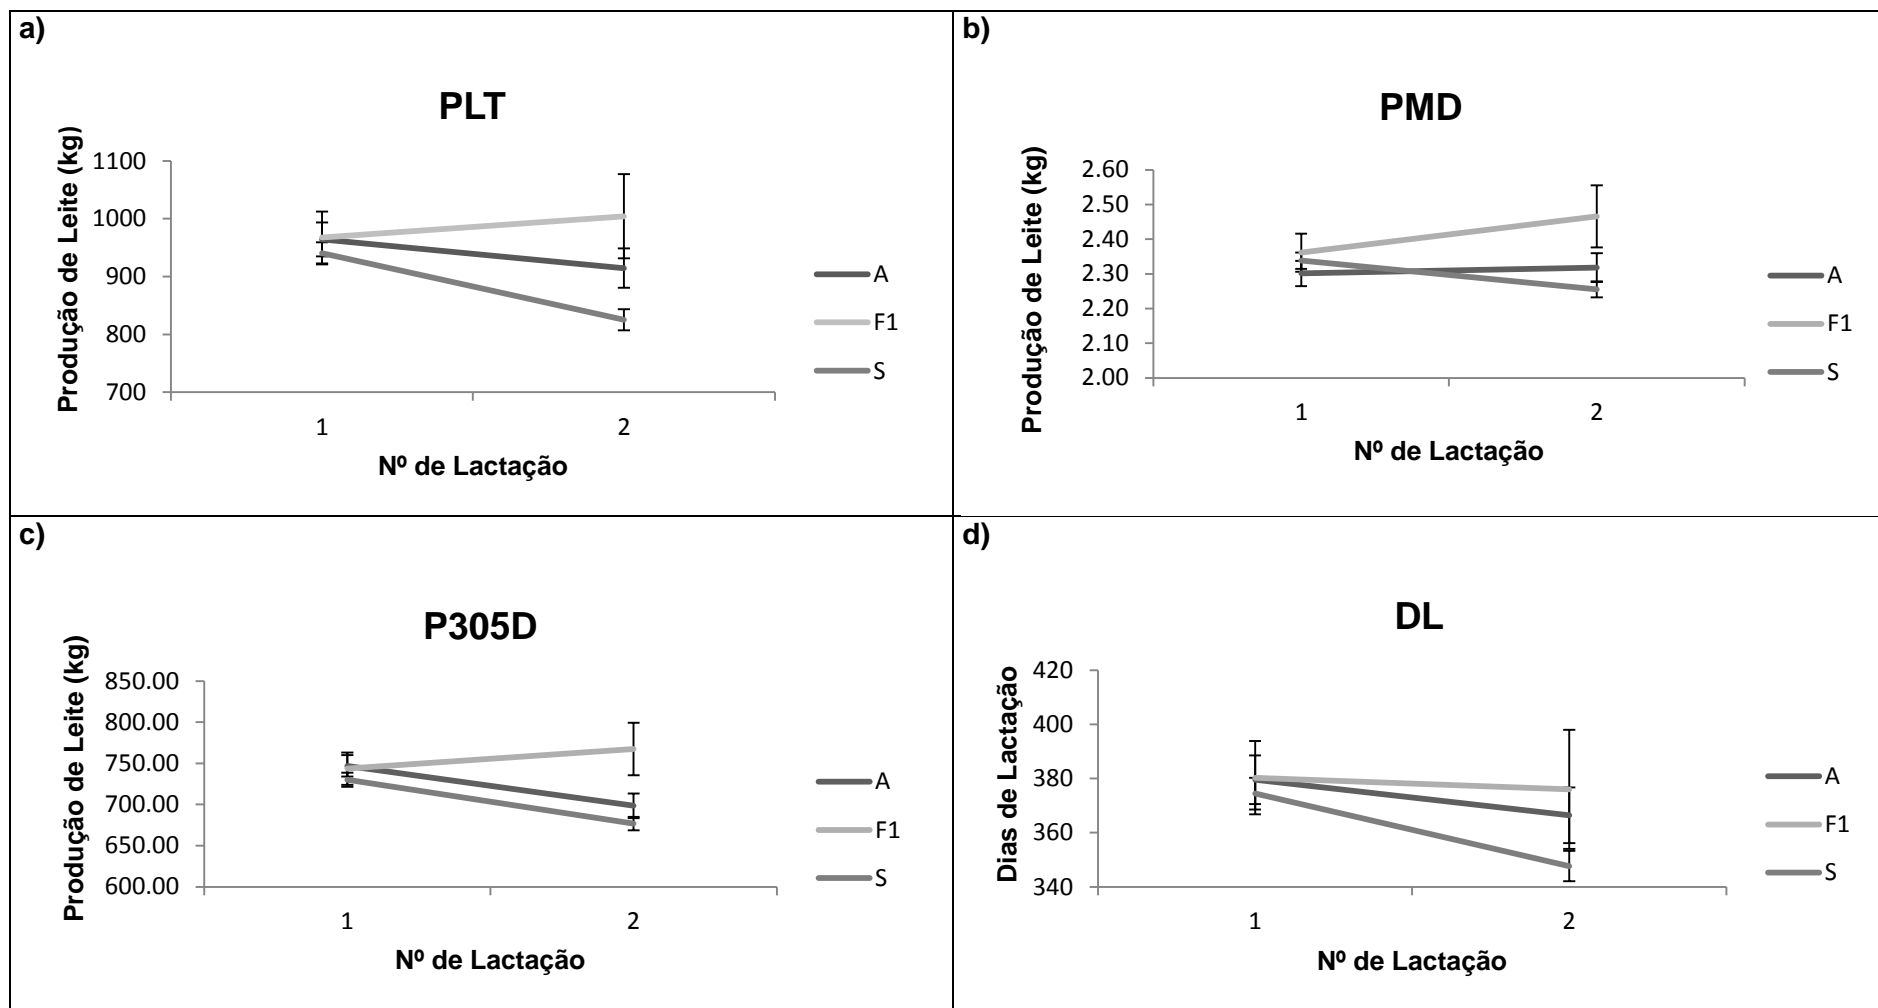 a)
PLT
Produção de Leite (kg)
1100
1000
900
800
700
1
2
Nº de Lactação
A
F1
S
b)
PMD
Produção de Leite (kg)
2.60
2.50
2.40
2.30
2.20
2.10
2.00
1
2
Nº de Lactação
A
F1
S
c)
P305D
Produção de Leite (kg)
850.00
800.00
750.00
700.00
650.00
600.00
1
2
Nº de Lactação
A
F1
S
d)
DL
Dias de Lactação
420
400
380
360
340
1
2
Nº de Lactação
A
F1
S